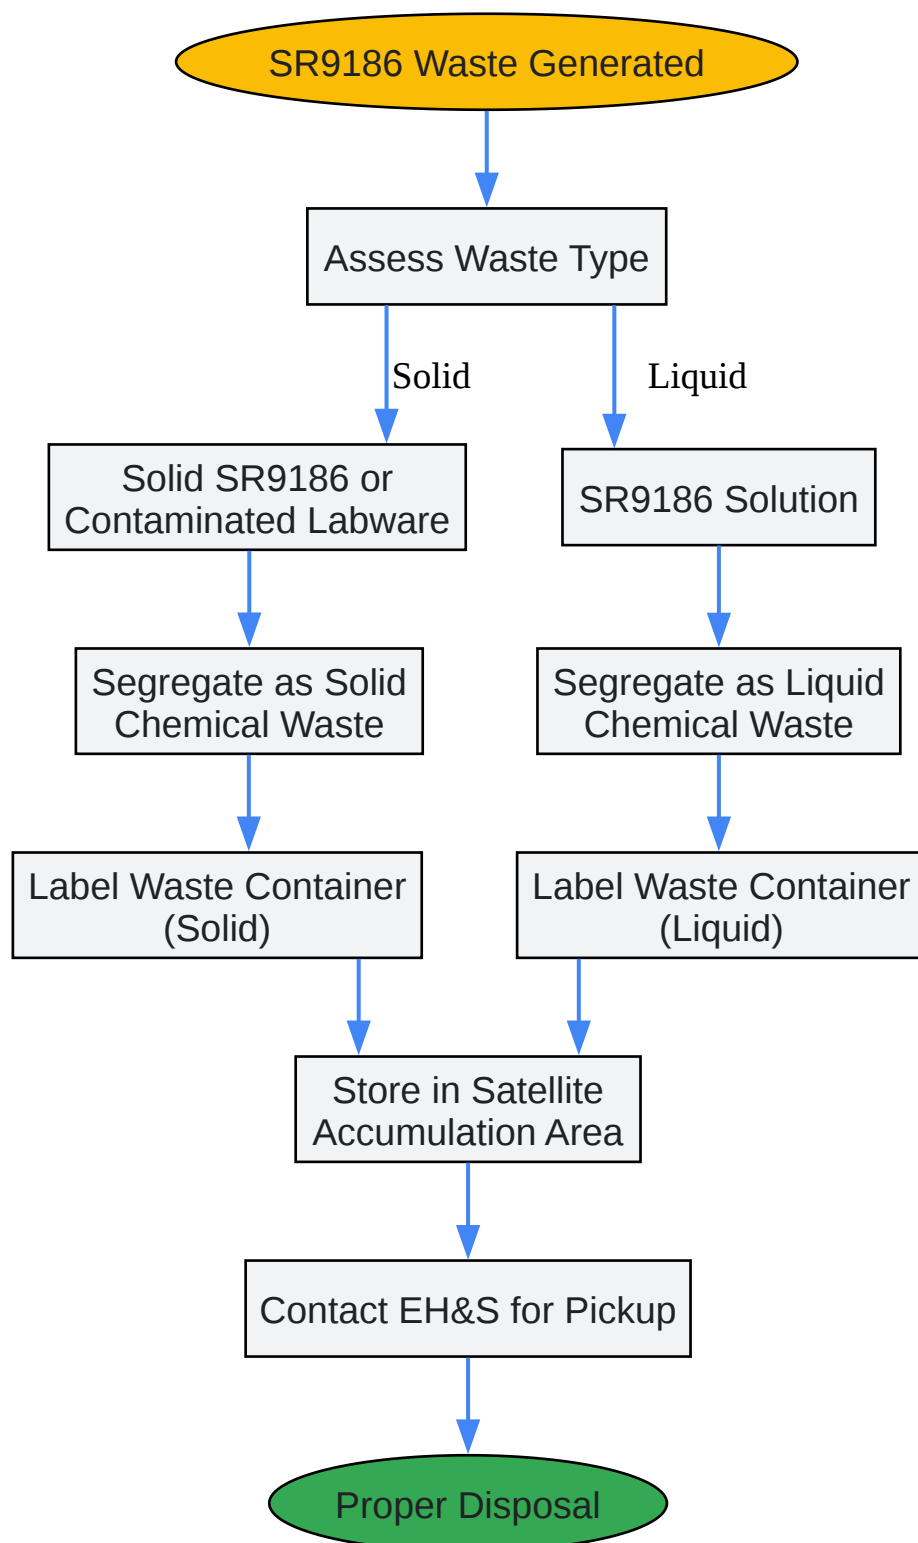 SR9186 Waste Generated
Assess Waste Type
Solid
Liquid
Solid SR9186 or
Contaminated Labware
SR9186 Solution
Segregate as Solid
Chemical Waste
Segregate as Liquid
Chemical Waste
Label Waste Container
(Solid)
Label Waste Container
(Liquid)
Store in Satellite
Accumulation Area
Contact EH&S for Pickup
Proper Disposal